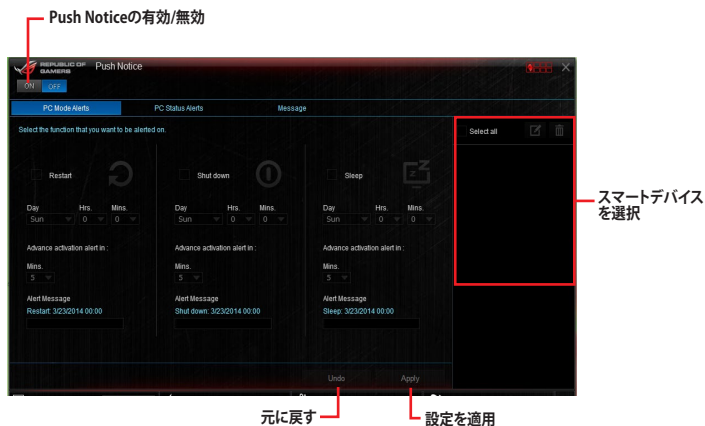 Push Noticeの有効/無効
REPUBLIC OF GAMERS Push Notice
ON OFF
PC Mode Alerts PC Status Alerts Message
Select the function that you want to be alerted on.
Select all
Restart Shut down Sleep
Day Hrs. Mins. Day Hrs. Mins. Day Hrs. Mins.
Sun 0 0 Sun 0 0 Sun 0 0
Advance activation alert in : Advance activation alert in : Advance activation alert in :
Mins. Mins. Mins.
5 5 5
Alert Message Alert Message Alert Message
Restart: 3/23/2014 00:00 Shut down: 3/23/2014 00:00 Sleep: 3/23/2014 00:00
Undo Apply
スマートデバイス
を選択
元に戻す 設定を適用